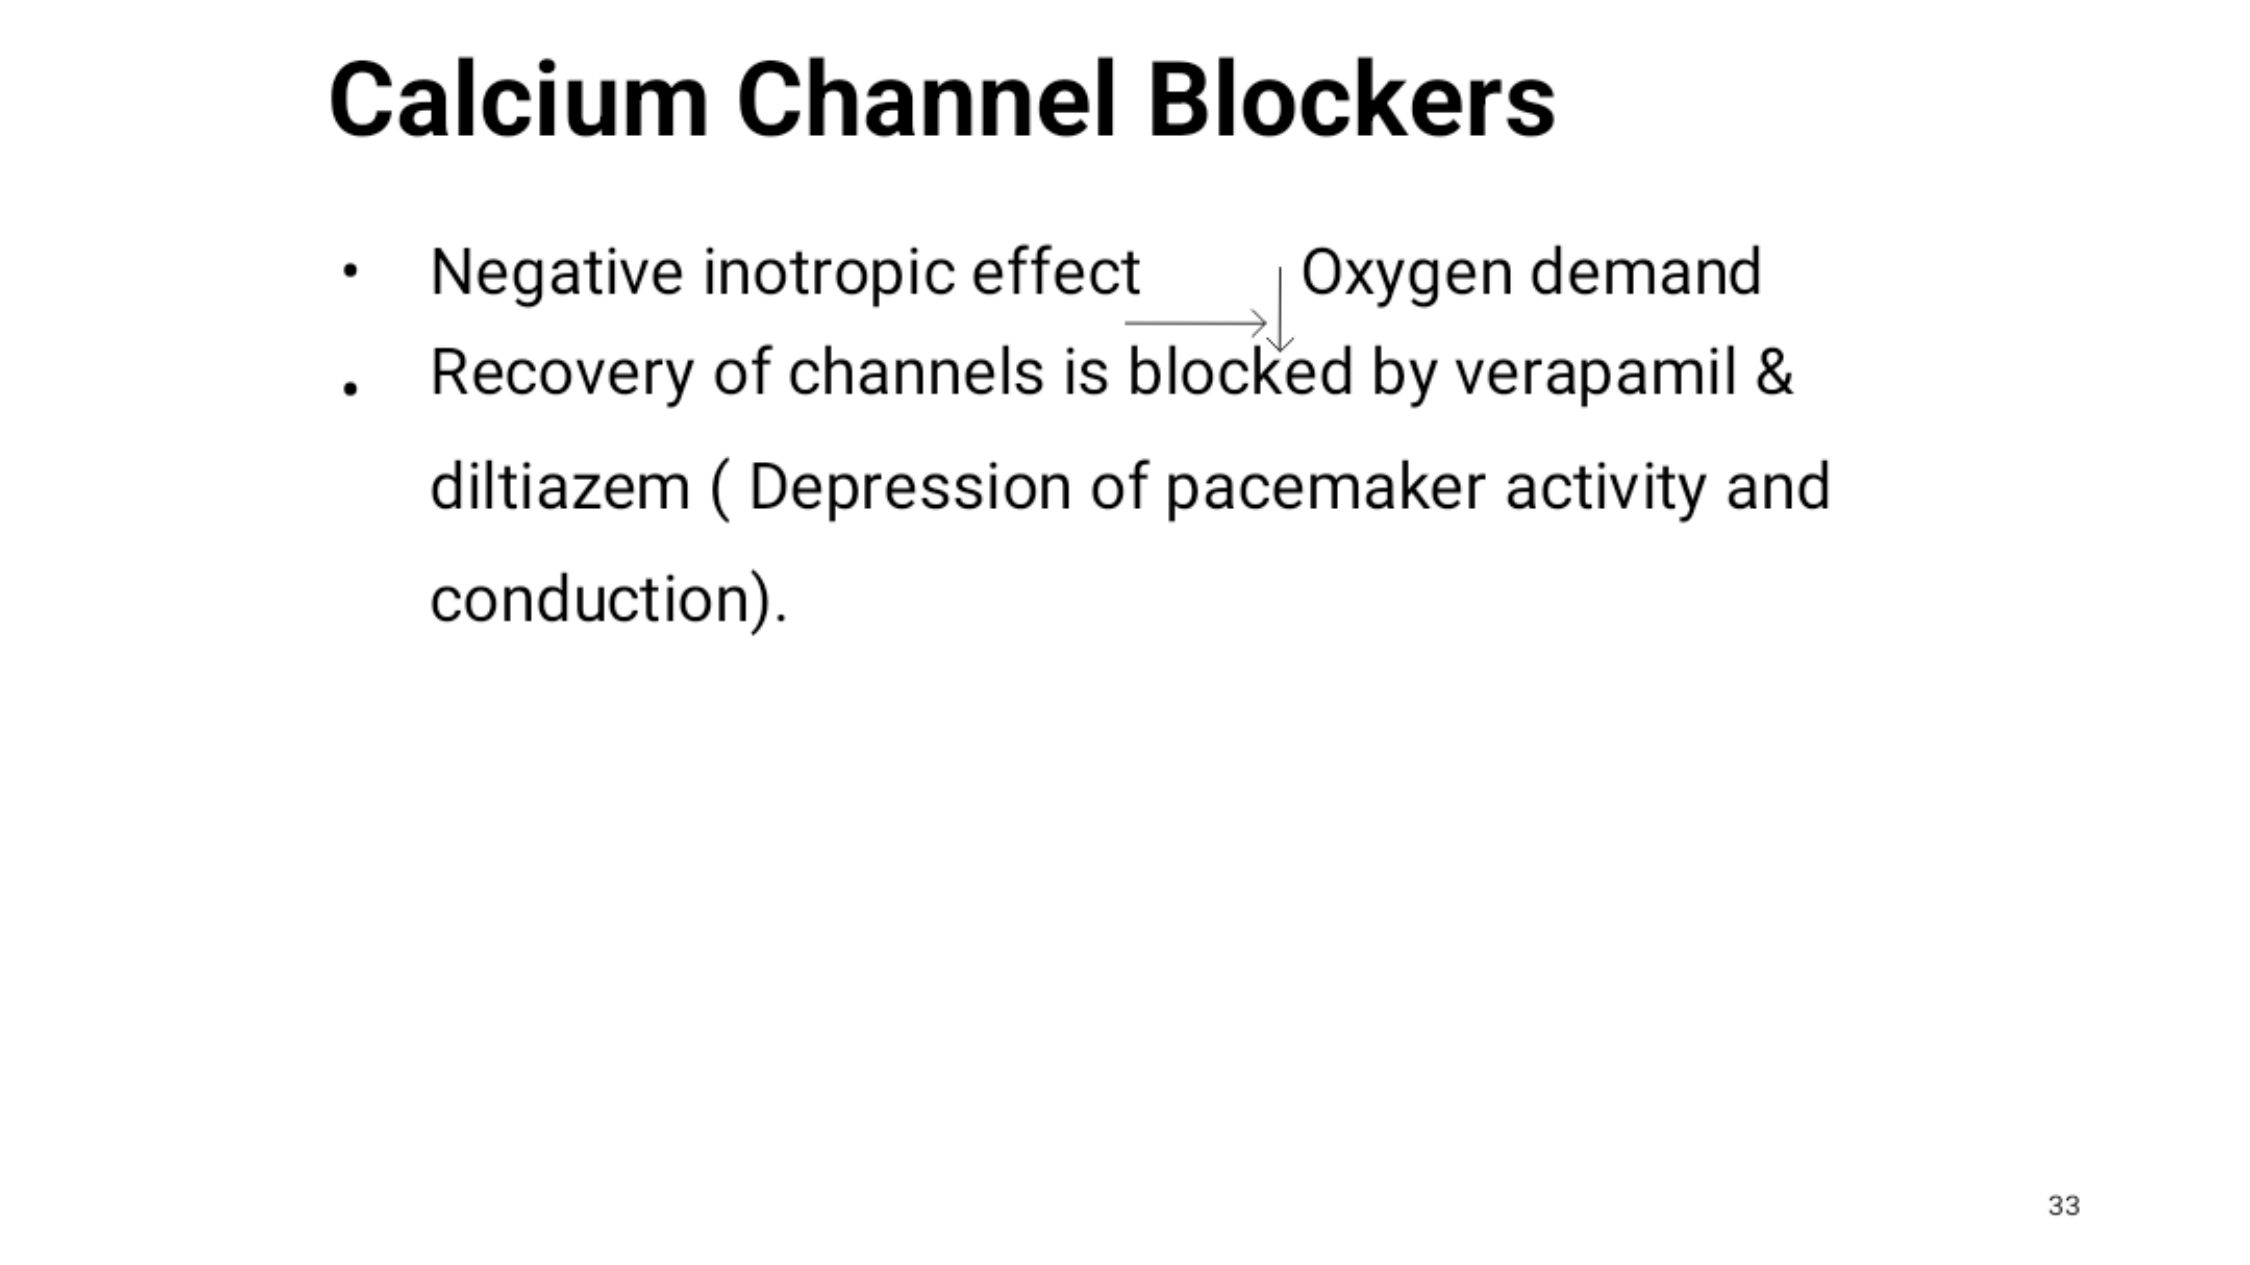 Calcium Channel Blockers
• Negative inotropic effect → ↓ Oxygen demand
• Recovery of channels is blocked by verapamil &
diltiazem ( Depression of pacemaker activity and
conduction).
33